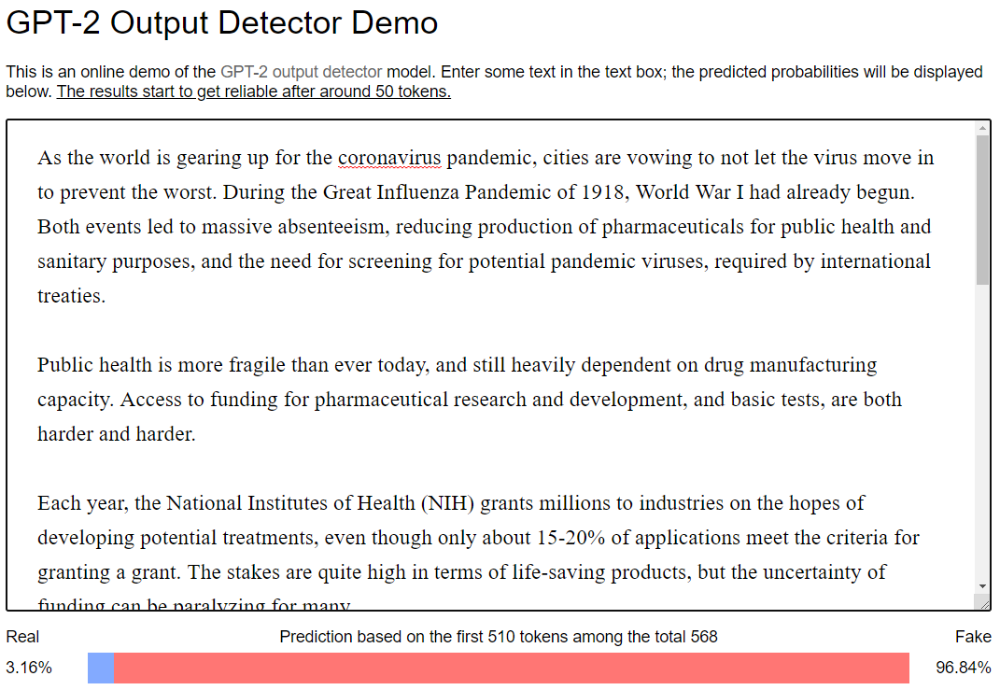 GPT-2 Output Detector Demo
This is an online demo of the GPT-2 output detector model. Enter some text in the text box; the predicted probabilities will be displayed
below. The results start to get reliable after around 50 tokens.
As the world is gearing up for the coronavirus pandemic, cities are vowing to not let the virus move in
to prevent the worst. During the Great Influenza Pandemic of 1918, World War I had already begun.
Both events led to massive absenteeism, reducing production of pharmaceuticals for public health and
sanitary purposes, and the need for screening for potential pandemic viruses, required by international
treaties.
Public health is more fragile than ever today, and still heavily dependent on drug manufacturing
capacity. Access to funding for pharmaceutical research and development, and basic tests, are both
harder and harder.
Each year, the National Institutes of Health (NIH) grants millions to industries on the hopes of
developing potential treatments, even though only about 15-20% of applications meet the criteria for
granting a grant. The stakes are quite high in terms of life-saving products, but the uncertainty of
funding can be paralyzing for many
Real Prediction based on the first 510 tokens among the total 568 Fake
3.16% 96.84%